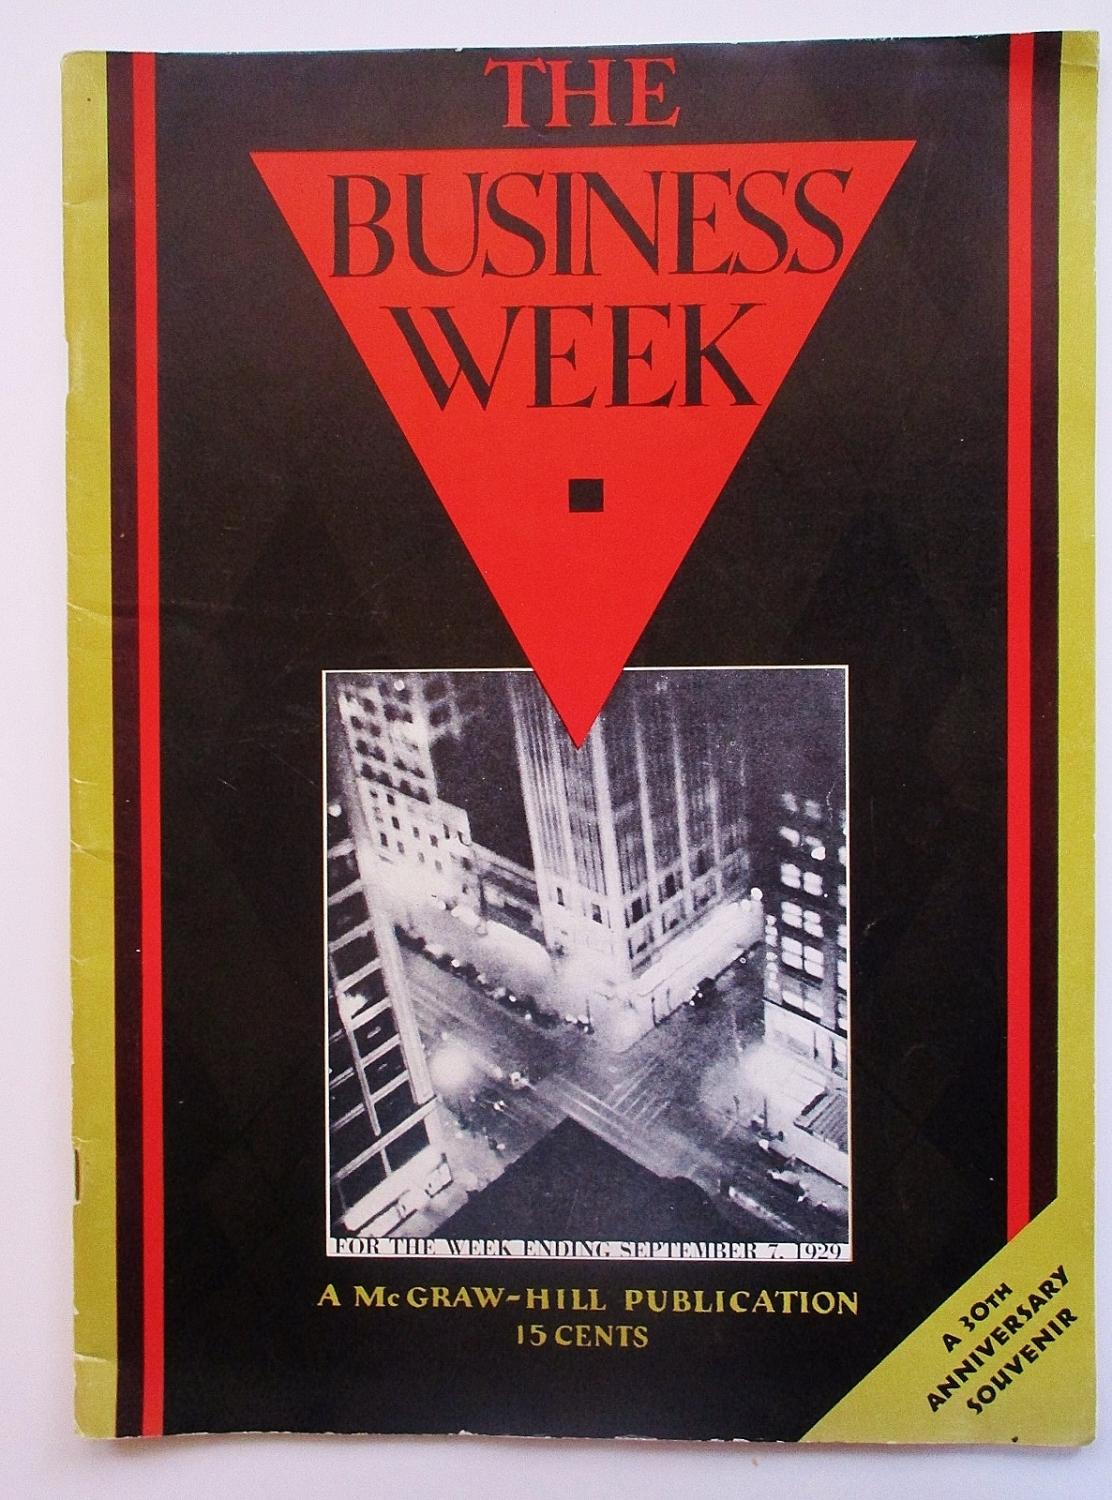 THE
BUSINESS
WEEK
FOR THE WEEK ENDING SEPTEMBER 7, 1929
A McGRAW-HILL PUBLICATION
15 CENTS
A 30TH
ANNIVERSARY
SOUVENIR